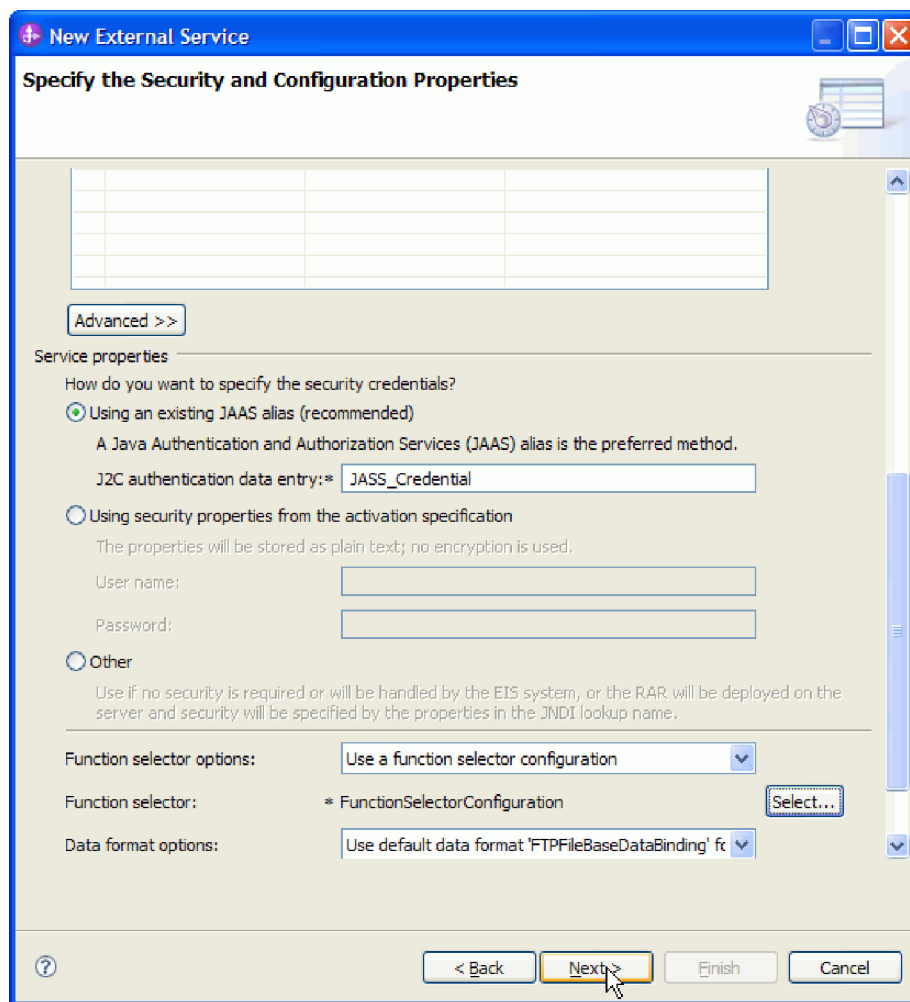 New External Service
Specify the Security and Configuration Properties
Advanced >>
Service properties
How do you want to specify the security credentials?
Using an existing JAAS alias (recommended)
A Java Authentication and Authorization Services (JAAS) alias is the preferred method.
J2C authentication data entry:* JASS_Credential
Using security properties from the activation specification
The properties will be stored as plain text; no encryption is used.
User name:
Password:
Other
Use if no security is required or will be handled by the EIS system, or the RAR will be deployed on the
server and security will be specified by the properties in the JNDI lookup name.
Function selector options: Use a function selector configuration
Function selector: * FunctionSelectorConfiguration Select...
Data format options: Use default data format 'FTPFileBaseDataBinding' fo
? < Back Next > Finish Cancel